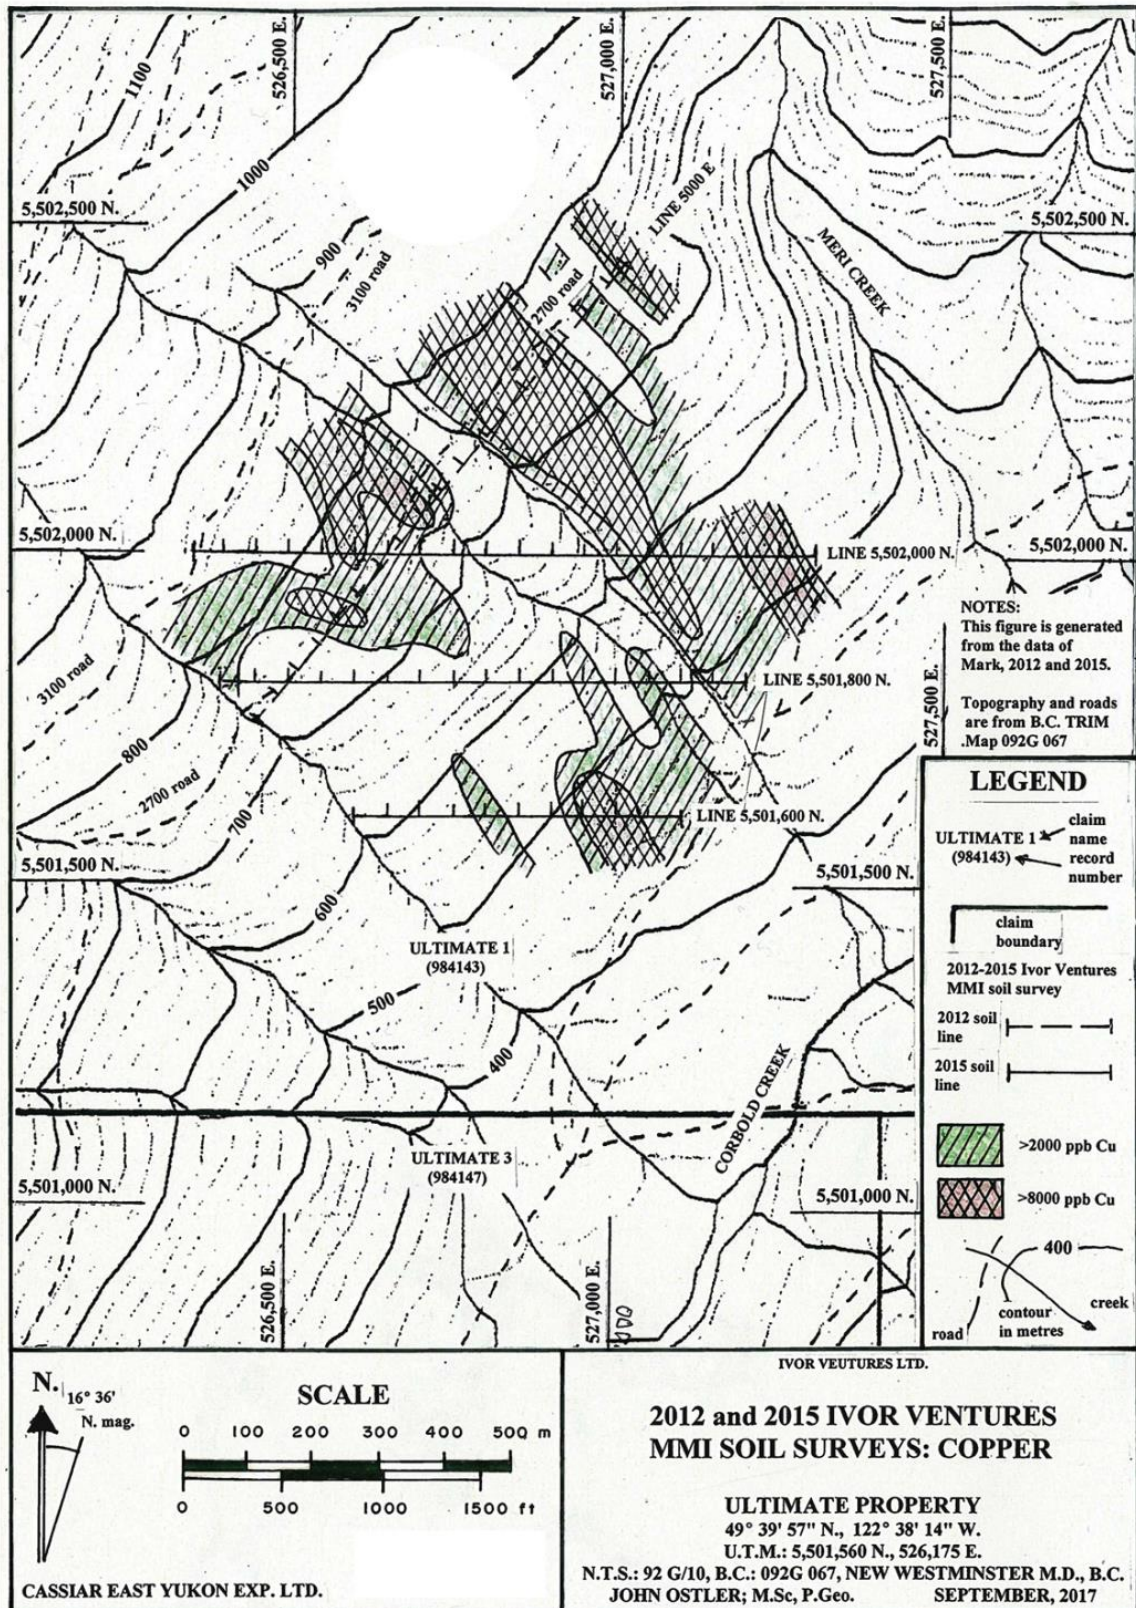 526,500 E.
527,000 E.
527,500 E.
1100
1000
5,502,500 N.
900
3100 road
LINE 5000 E
2700 road
MERI CREEK
5,502,500 N.
5,502,000 N.
LINE 5,502,000 N.
5,502,000 N.
NOTES:
This figure is generated
from the data of
Mark, 2012 and 2015.
Topography and roads
are from B.C. TRIM
.Map 092G 067
527,500 E.
3100 road
LINE 5,501,800 N.
800
2700 road
700
LINE 5,501,600 N.
5,501,500 N.
5,501,500 N.
600
ULTIMATE 1
(984143)
500
400
CORBOLD CREEK
ULTIMATE 3
(984147)
5,501,000 N.
5,501,000 N.
526,500 E.
527,000 E.
LEGEND
ULTIMATE 1
(984143)
claim
name
record
number
claim
boundary
2012-2015 Ivor Ventures
MMI soil survey
2012 soil
line
2015 soil
line
>2000 ppb Cu
>8000 ppb Cu
400
contour
in metres
creek
road
N.
16° 36'
N. mag.
SCALE
0 100 200 300 400 500 m
0 500 1000 1500 ft
CASSIAR EAST YUKON EXP. LTD.
IVOR VEUTURES LTD.
2012 and 2015 IVOR VENTURES
MMI SOIL SURVEYS: COPPER
ULTIMATE PROPERTY
49° 39' 57" N., 122° 38' 14" W.
U.T.M.: 5,501,560 N., 526,175 E.
N.T.S.: 92 G/10, B.C.: 092G 067, NEW WESTMINSTER M.D., B.C.
JOHN OSTLER; M.Sc, P.Geo. SEPTEMBER, 2017